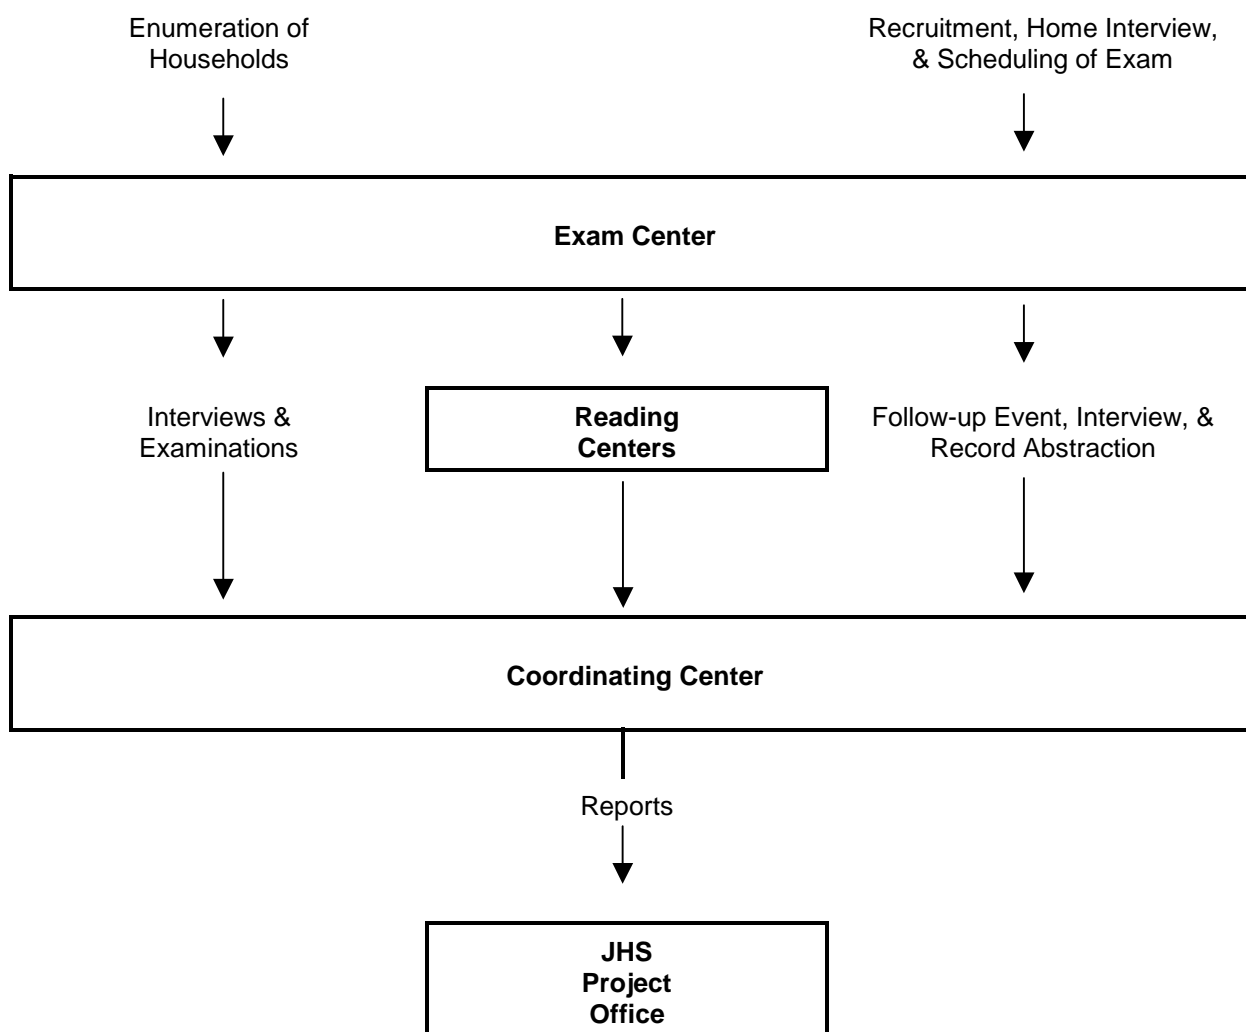 Enumeration of
Households
Recruitment, Home Interview,
& Scheduling of Exam
Exam Center
Interviews &
Examinations
Reading
Centers
Follow-up Event, Interview, &
Record Abstraction
Coordinating Center
Reports
JHS
Project
Office